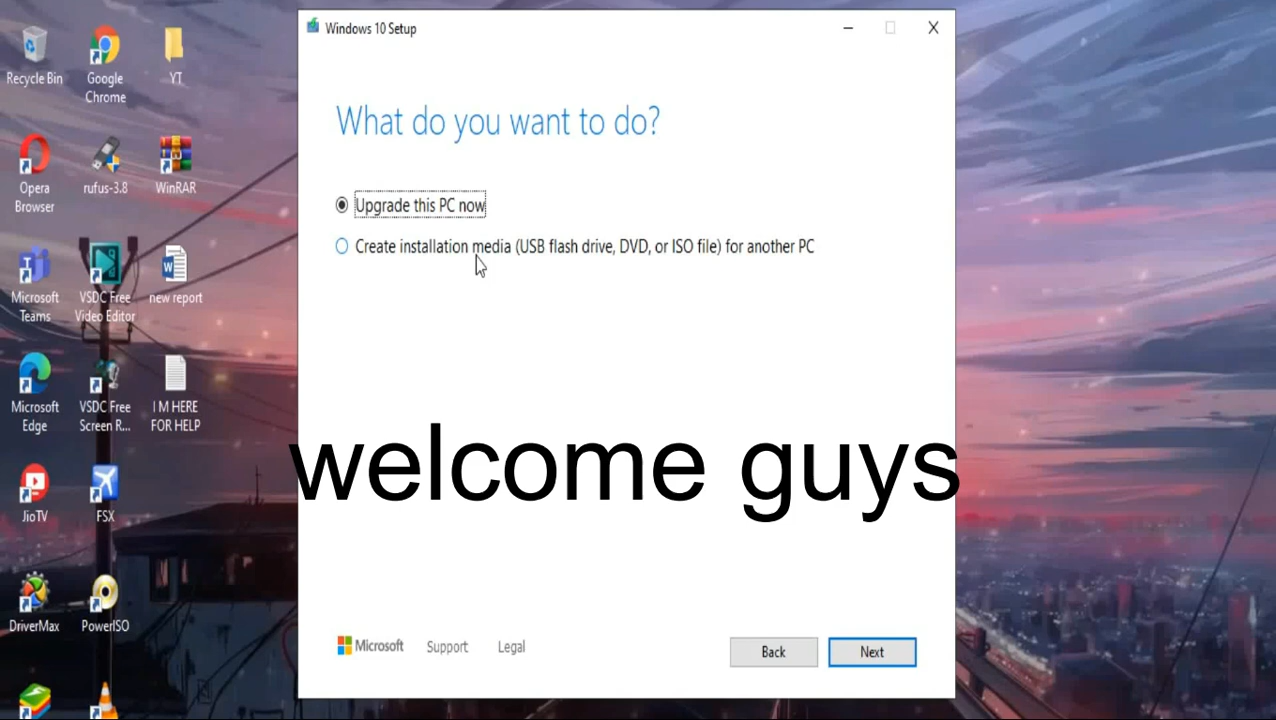 Recycle Bin
Google
Chrome
YT
Opera
Browser
rufus-3.8
WinRAR
Microsoft
Teams
VSDC Free
Video Editor
new report
Microsoft
Edge
VSDC Free
Screen R...
I M HERE
FOR HELP
JioTV
FSX
DriverMax
PowerISO
Windows 10 Setup
What do you want to do?
Upgrade this PC now
Create installation media (USB flash drive, DVD, or ISO file) for another PC
welcome guys
Microsoft
Support
Legal
Back
Next